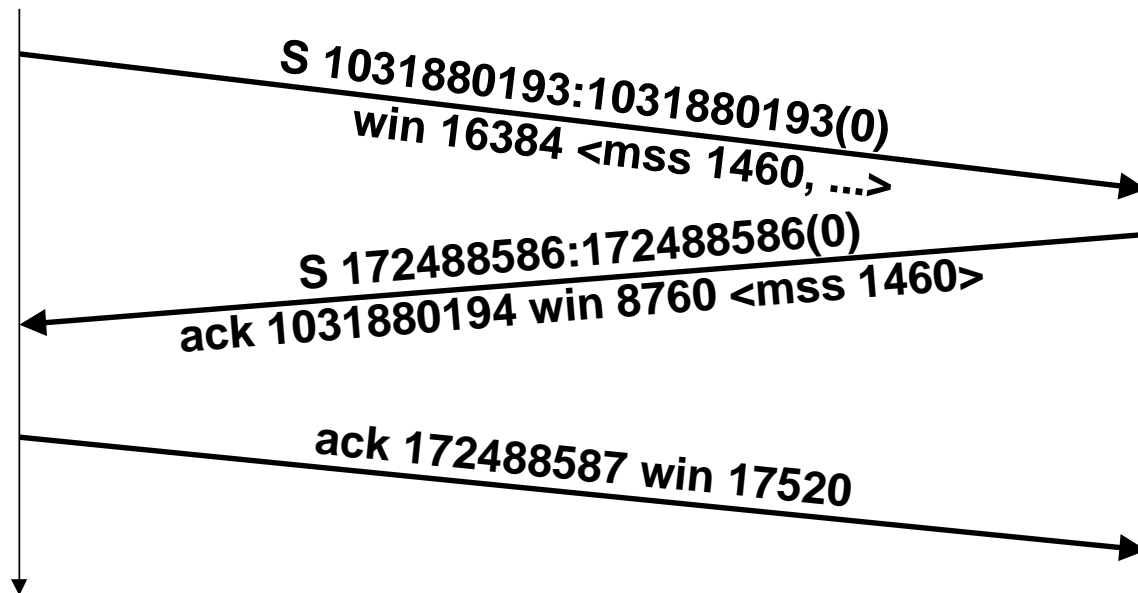 S 1031880193:1031880193(0)
win 16384 <mss 1460, ...>
S 172488586:172488586(0)
ack 1031880194 win 8760 <mss 1460>
ack 172488587 win 17520